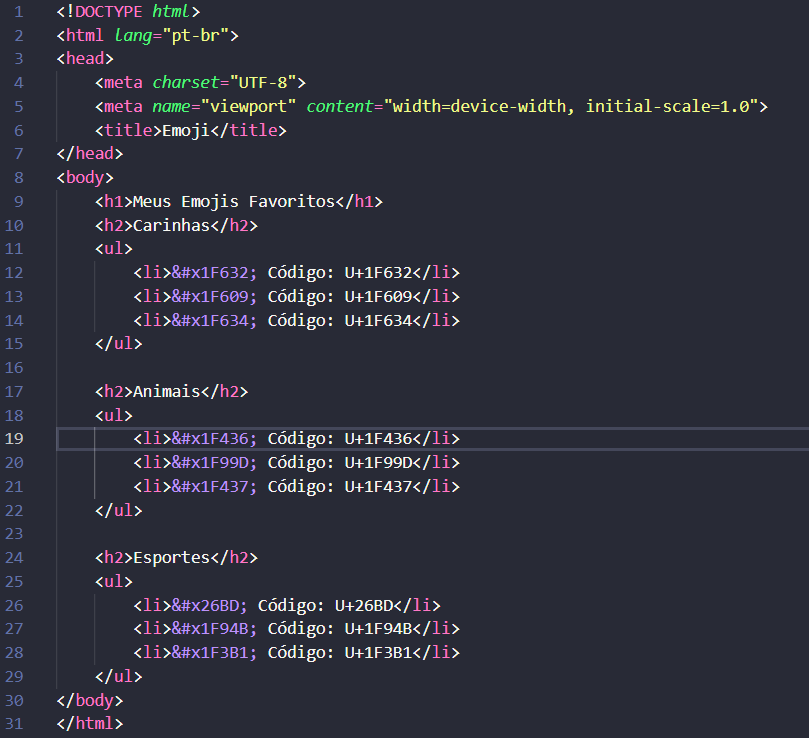 1 <!DOCTYPE html>
2 <html lang="pt-br">
3 <head>
4     <meta charset="UTF-8">
5     <meta name="viewport" content="width=device-width, initial-scale=1.0">
6     <title>Emoji</title>
7 </head>
8 <body>
9     <h1>Meus Emojis Favoritos</h1>
10     <h2>Carinhas</h2>
11     <ul>
12         <li>&#x1F632; Código: U+1F632</li>
13         <li>&#x1F609; Código: U+1F609</li>
14         <li>&#x1F634; Código: U+1F634</li>
15     </ul>
16
17     <h2>Animais</h2>
18     <ul>
19         <li>&#x1F436; Código: U+1F436</li>
20         <li>&#x1F99D; Código: U+1F99D</li>
21         <li>&#x1F437; Código: U+1F437</li>
22     </ul>
23
24     <h2>Esportes</h2>
25     <ul>
26         <li>&#x26BD; Código: U+26BD</li>
27         <li>&#x1F94B; Código: U+1F94B</li>
28         <li>&#x1F3B1; Código: U+1F3B1</li>
29     </ul>
30 </body>
31 </html>